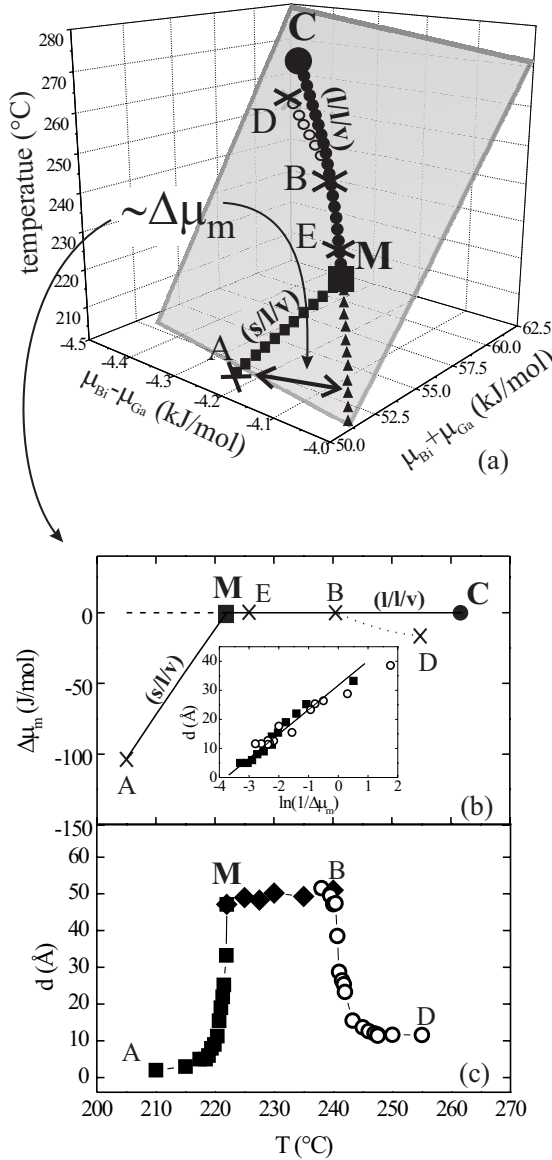 280
270
260
250
240
230
220
210
temperatue (°C)
C
D
(l/l/v)
B
E
M
~Δμm
(s/l/v)
A
-4.5
-4.4
-4.3
-4.2
-4.1
-4.0
μBi-μGa (kJ/mol)
50.0
52.5
55.0
57.5
60.0
62.5
μBi+μGa (kJ/mol)
(a)
M E B (l/l/v) C
D
(s/l/v)
A
0
-50
-100
-150
Δμm (J/mol)
40
30
20
10
0
d (Å)
-4 -3 -2 -1 0 1 2
ln(1/Δμm)
(b)
M B
A D
60
50
40
30
20
10
0
d (Å)
(c)
200 210 220 230 240 250 260 270
T (°C)